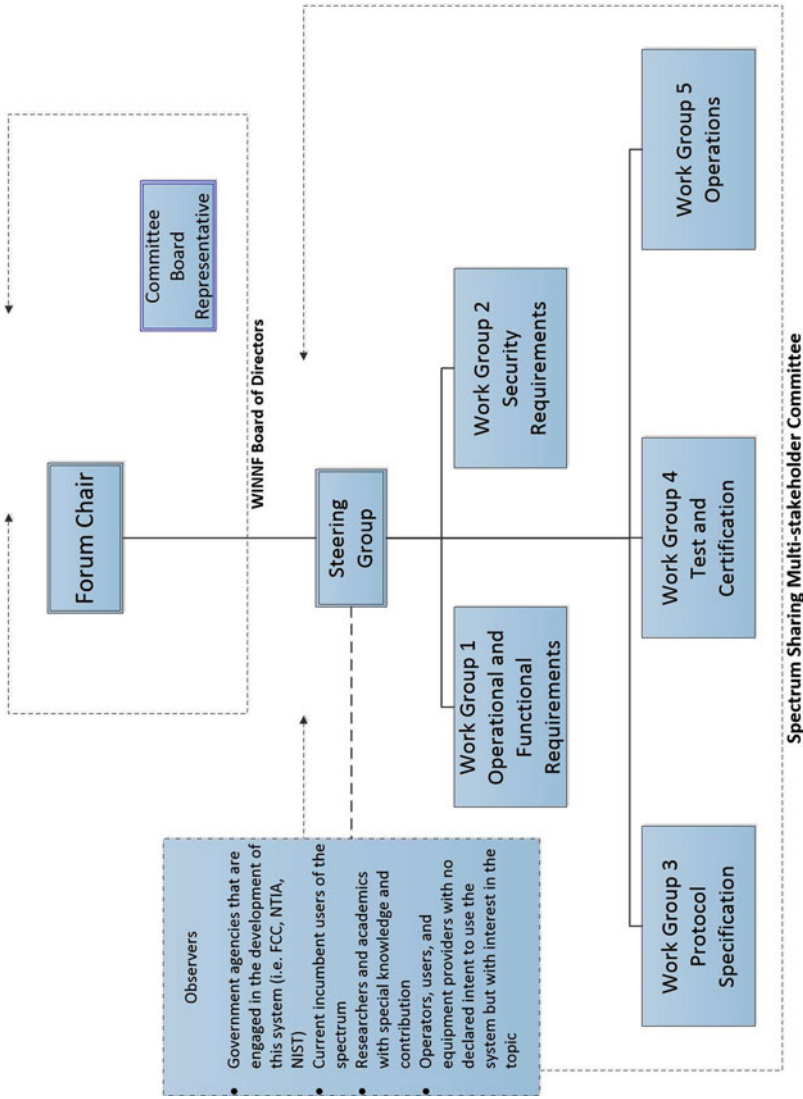 Forum Chair
Committee
Board
Representative
WINNF Board of Directors
Steering
Group
Observers
• Government agencies that are
engaged in the development of
this system (i.e. FCC, NTIA,
NIST)
• Current incumbent users of the
spectrum
• Researchers and academics
with special knowledge and
contribution
• Operators, users, and
equipment providers with no
declared intent to use the
system but with interest in the
topic
Work Group 1
Operational and
Functional
Requirements
Work Group 2
Security
Requirements
Work Group 3
Protocol
Specification
Work Group 4
Test and
Certification
Work Group 5
Operations
Spectrum Sharing Multi-stakeholder Committee